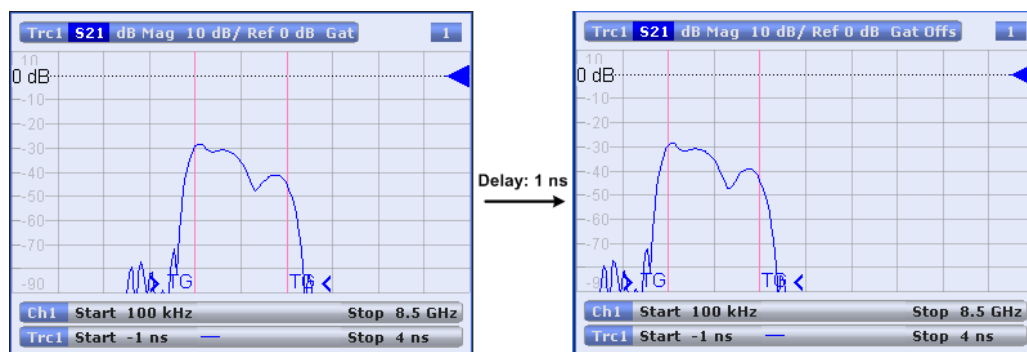 Trc1 S21 dB Mag 10 dB/ Ref 0 dB Gat 1
10
0 dB
-10
-20
-30
-40
-50
-60
-70
-90
TG TG
Ch1 Start 100 kHz Stop 8.5 GHz
Trc1 Start -1 ns — Stop 4 ns
Delay: 1 ns
Trc1 S21 dB Mag 10 dB/ Ref 0 dB Gat Offs 1
10
0 dB
-10
-20
-30
-40
-50
-60
-70
-90
TG TG
Ch1 Start 100 kHz Stop 8.5 GHz
Trc1 Start -1 ns — Stop 4 ns